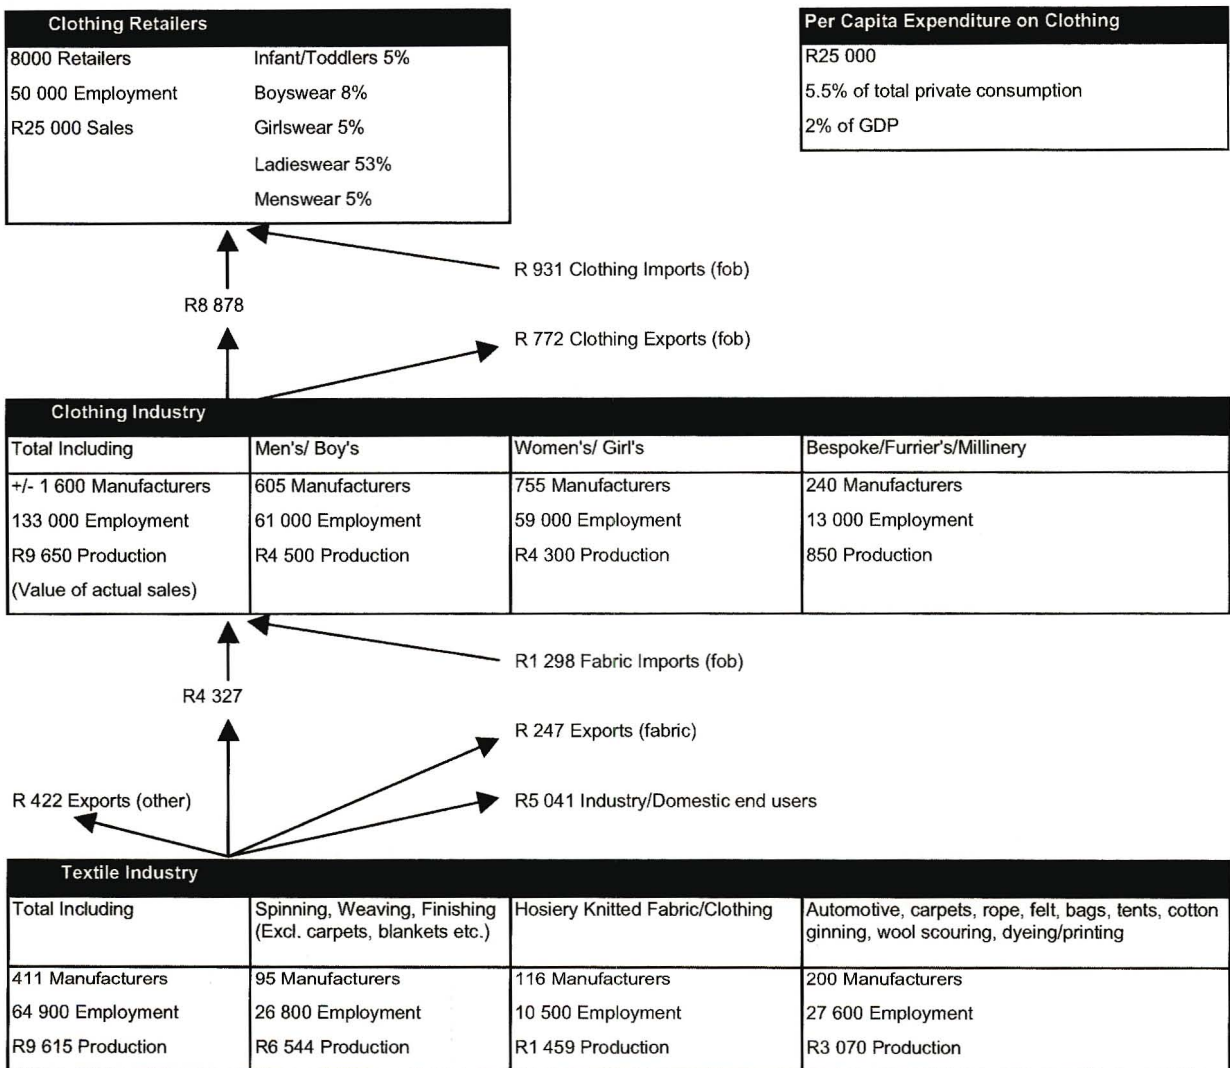 Clothing Retailers
8000 Retailers
50 000 Employment
R25 000 Sales
Infant/Toddlers 5%
Boyswear 8%
Girlswear 5%
Ladieswear 53%
Menswear 5%
Per Capita Expenditure on Clothing
R25 000
5.5% of total private consumption
2% of GDP
R 931 Clothing Imports (fob)
R8 878
R 772 Clothing Exports (fob)
Clothing Industry
Total Including
+/- 1 600 Manufacturers
133 000 Employment
R9 650 Production
(Value of actual sales)
Men's/ Boy's
605 Manufacturers
61 000 Employment
R4 500 Production
Women's/ Girl's
755 Manufacturers
59 000 Employment
R4 300 Production
Bespoke/Furrier's/Millinery
240 Manufacturers
13 000 Employment
850 Production
R1 298 Fabric Imports (fob)
R4 327
R 247 Exports (fabric)
R 422 Exports (other)
R5 041 Industry/Domestic end users
Textile Industry
Total Including
411 Manufacturers
64 900 Employment
R9 615 Production
Spinning, Weaving, Finishing
(Excl. carpets, blankets etc.)
95 Manufacturers
26 800 Employment
R6 544 Production
Hosiery Knitted Fabric/Clothing
116 Manufacturers
10 500 Employment
R1 459 Production
Automotive, carpets, rope, felt, bags, tents, cotton
ginning, wool scouring, dyeing/printing
200 Manufacturers
27 600 Employment
R3 070 Production